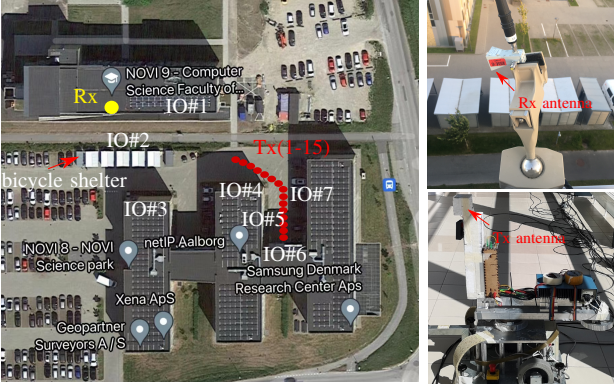 NOVI 9 - Computer
Science Faculty of...
Rx
IO#1
IO#2
Tx(1-15)
bicycle shelter
IO#4
IO#7
IO#3
IO#5
netIP Aalborg
NOVI 8 - NOVI
Science park
IO#6
Samsung Denmark
Research Center Aps
Xena ApS
Geopartner
Surveyors A / S
Rx antenna
Tx antenna